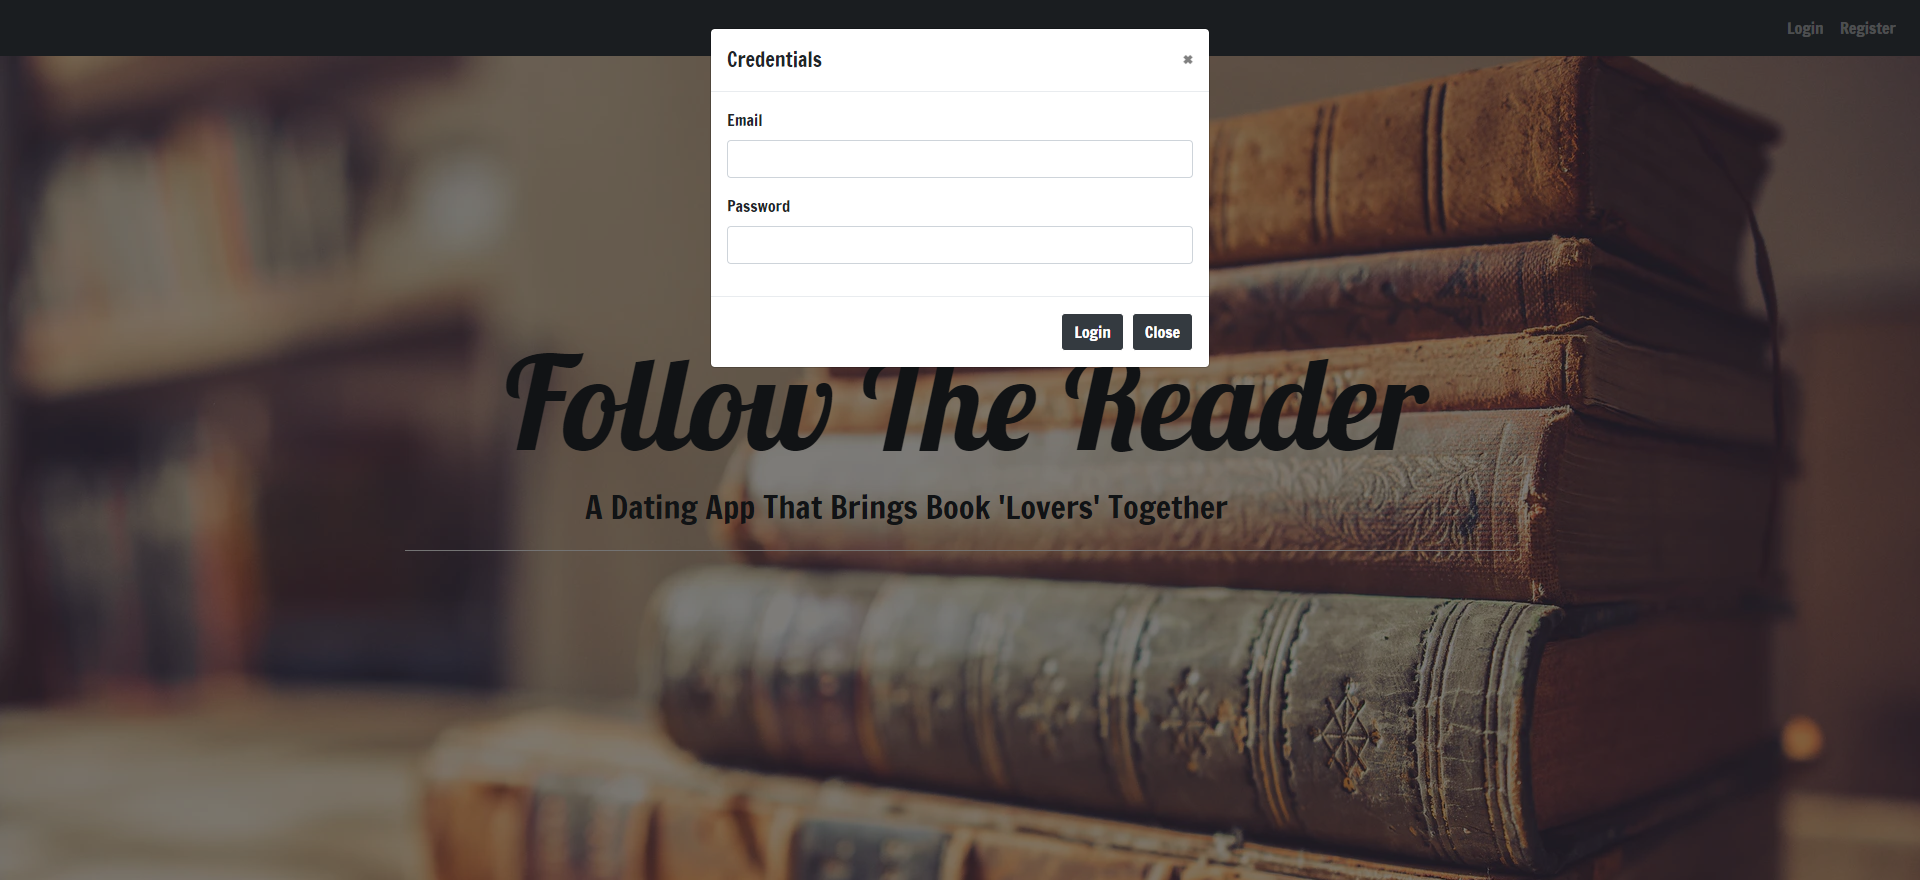 Login Register
Credentials ✖
Email
Password
Login Close
Follow The Reader
A Dating App That Brings Book 'Lovers' Together